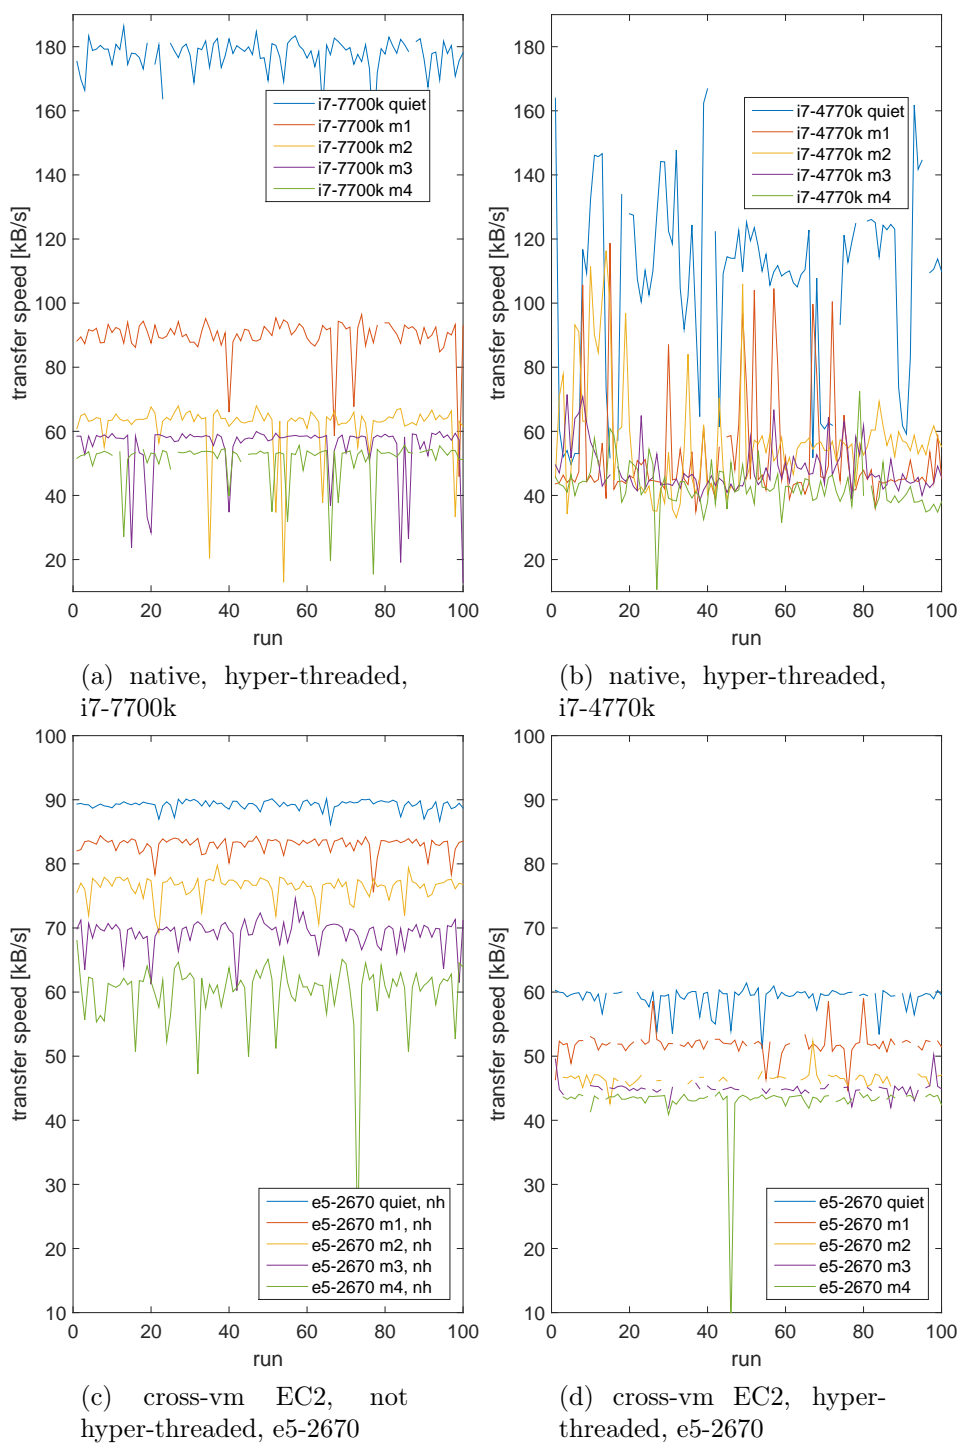 180
160
140
120
100
80
60
40
20
transfer speed [kB/s]
i7-7700k quiet
i7-7700k m1
i7-7700k m2
i7-7700k m3
i7-7700k m4
0 20 40 60 80 100
run
(a) native, hyper-threaded,
i7-7700k
180
160
140
120
100
80
60
40
20
transfer speed [kB/s]
i7-4770k quiet
i7-4770k m1
i7-4770k m2
i7-4770k m3
i7-4770k m4
0 20 40 60 80 100
run
(b) native, hyper-threaded,
i7-4770k
100
90
80
70
60
50
40
30
20
10
transfer speed [kB/s]
e5-2670 quiet, nh
e5-2670 m1, nh
e5-2670 m2, nh
e5-2670 m3, nh
e5-2670 m4, nh
0 20 40 60 80 100
run
(c) cross-vm EC2, not
hyper-threaded, e5-2670
100
90
80
70
60
50
40
30
20
10
transfer speed [kB/s]
e5-2670 quiet
e5-2670 m1
e5-2670 m2
e5-2670 m3
e5-2670 m4
0 20 40 60 80 100
run
(d) cross-vm EC2, hyper-
threaded, e5-2670